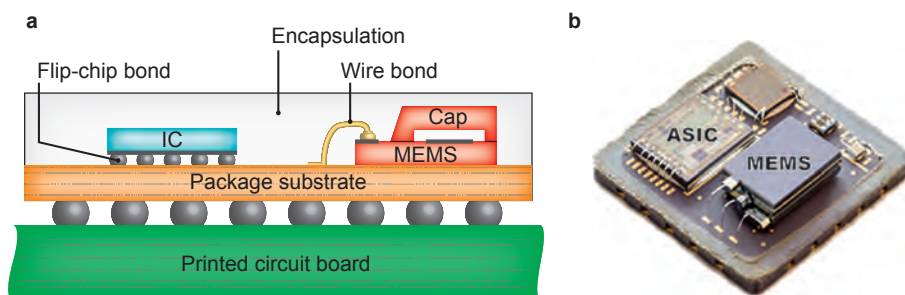 a
Encapsulation
b
Flip-chip bond
Wire bond
Cap
IC
MEMS
Package substrate
Printed circuit board
ASIC
MEMS